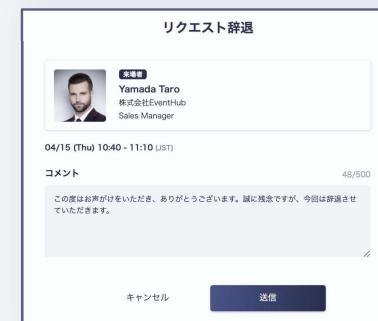 リクエスト辞退
来場者
Yamada Taro
株式会社EventHub
Sales Manager
04/15 (Thu) 10:40 - 11:10 (JST)
コメント
48/500
この度はお声がけをいただき、ありがとうございます。誠に残念ですが、今回は辞退させ
ていただきます。
キャンセル
送信